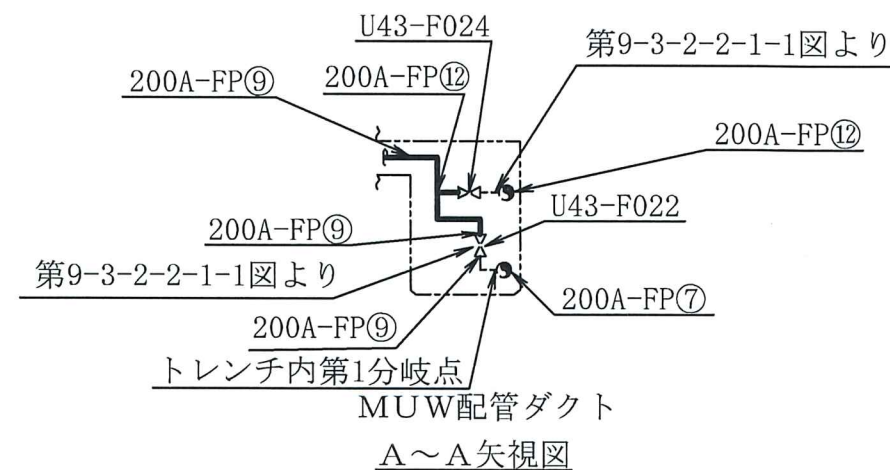 U43-F024
第9-3-2-2-1-1図より
200A-FP⑨
200A-FP⑫
200A-FP⑫
200A-FP⑨
U43-F022
第9-3-2-2-1-1図より
200A-FP⑦
200A-FP⑨
トレンチ内第1分岐点
MUW配管ダクト
A～A矢視図